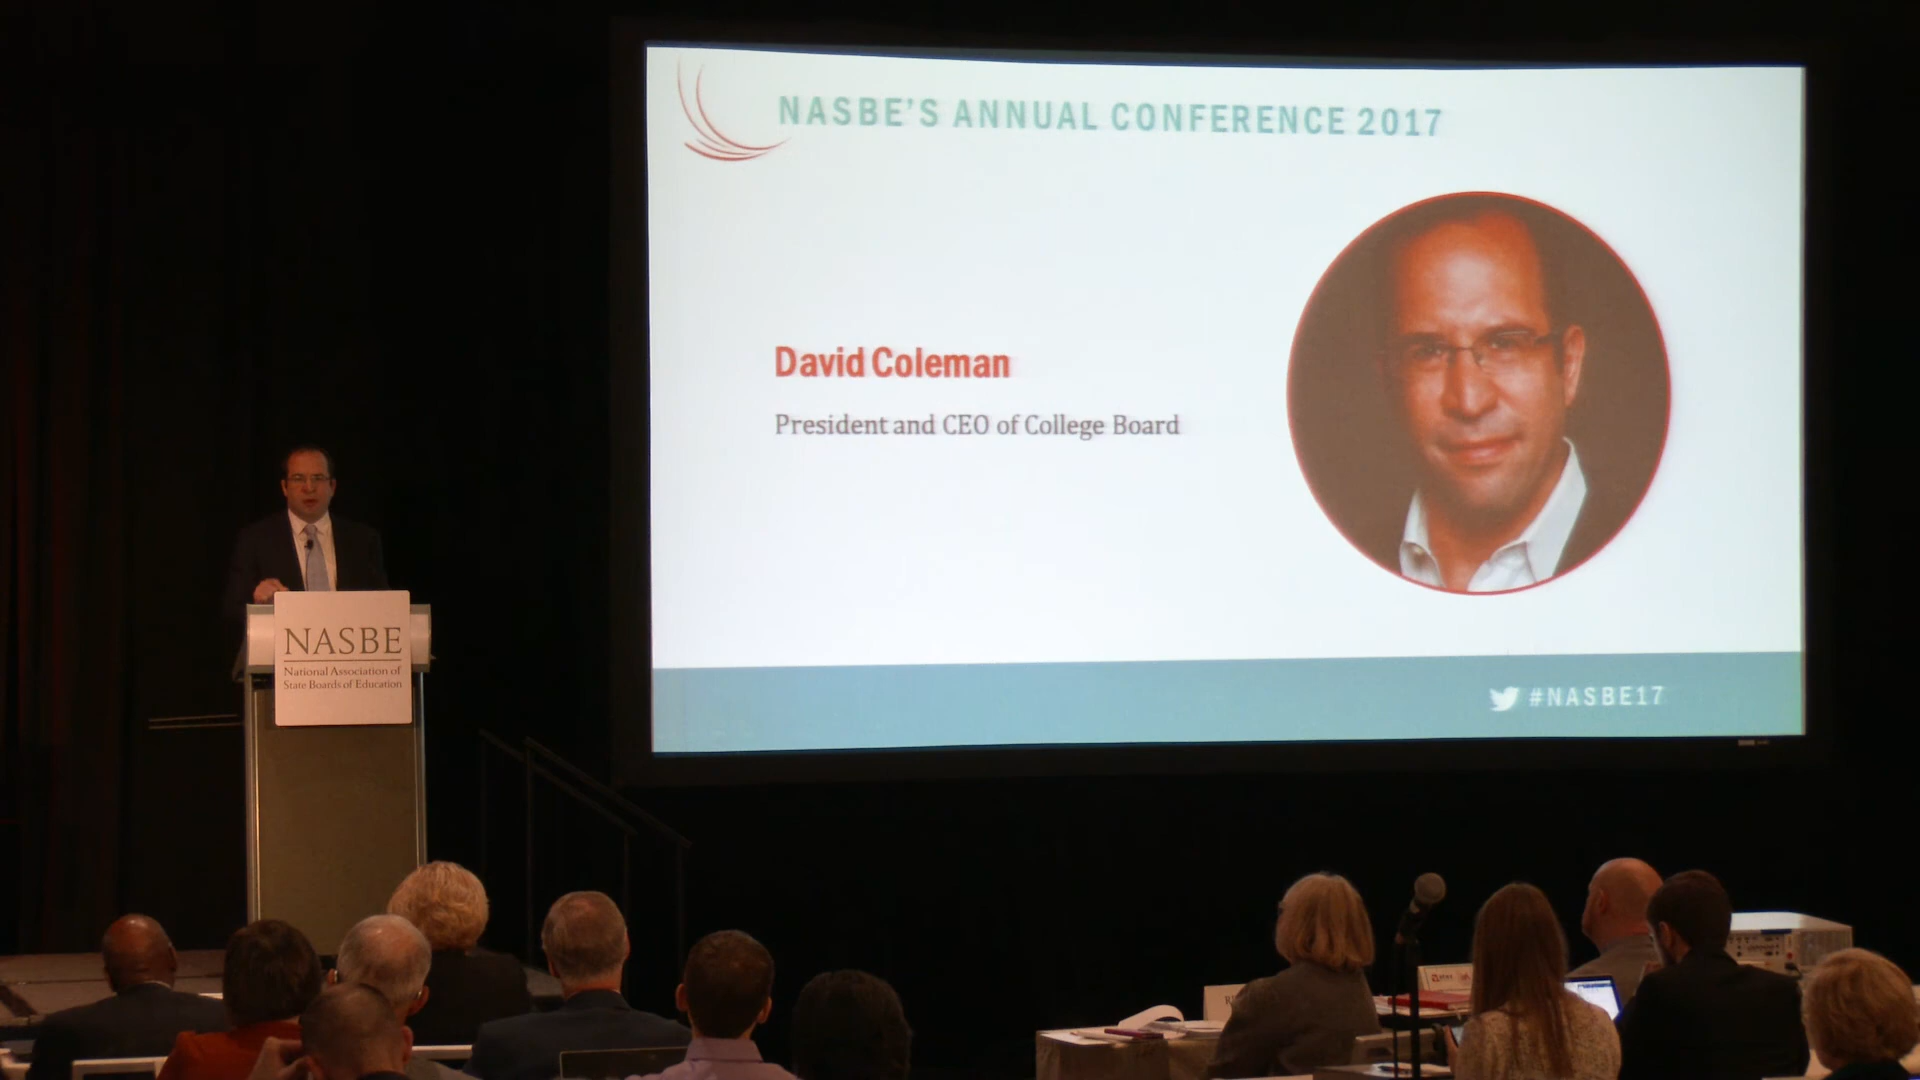 NASBE'S ANNUAL CONFERENCE 2017
David Coleman
President and CEO of College Board
#NASBE17
NASBE
National Association of
State Boards of Education